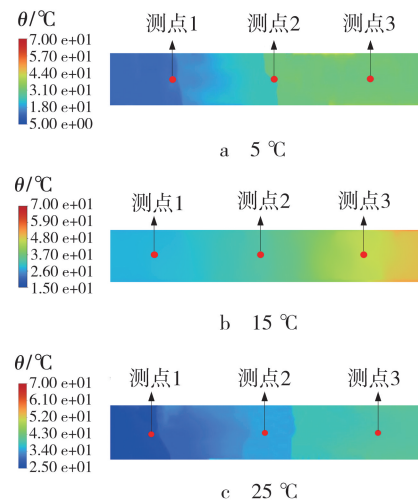 θ/℃
7.00 e+01
5.70 e+01
4.40 e+01
3.10 e+01
1.80 e+01
5.00 e+00
测点1 测点2 测点3
a 5 ℃
θ/℃
7.00 e+01
5.90 e+01
4.80 e+01
3.70 e+01
2.60 e+01
1.50 e+01
测点1 测点2 测点3
b 15 ℃
θ/℃
7.00 e+01
6.10 e+01
5.20 e+01
4.30 e+01
3.40 e+01
2.50 e+01
测点1 测点2 测点3
c 25 ℃